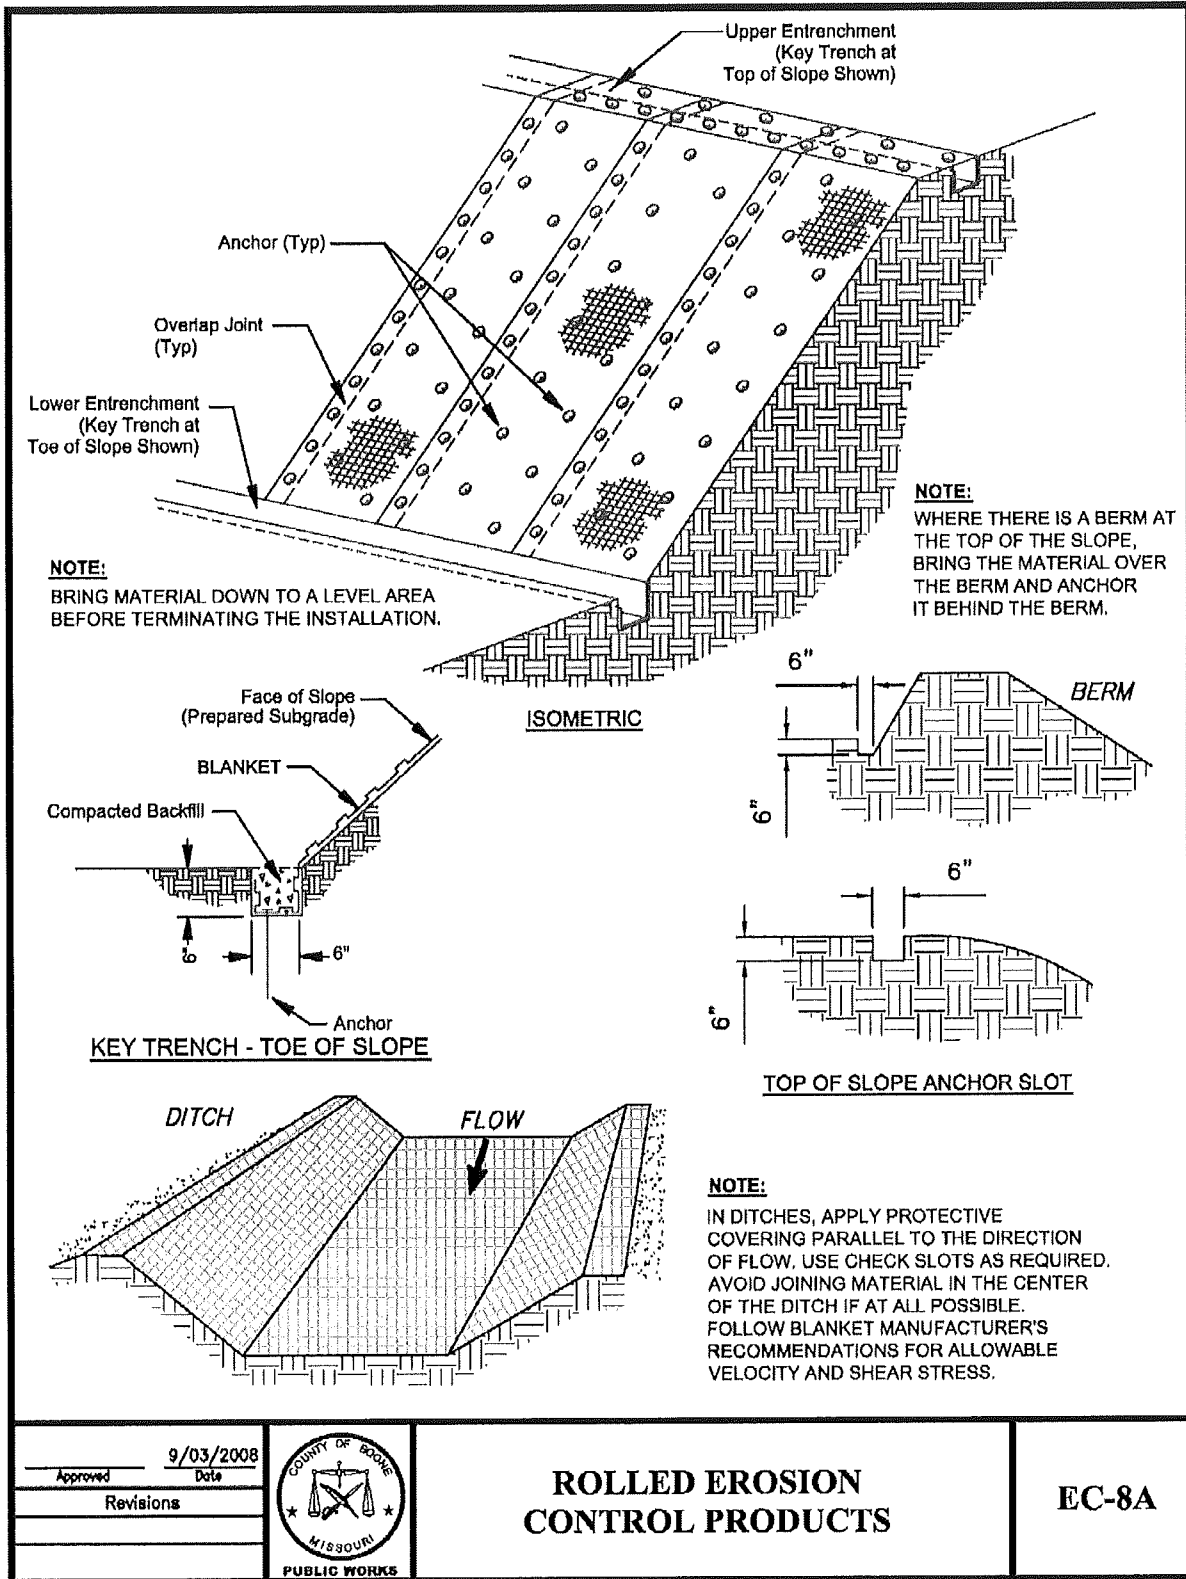 Upper Entrenchment
(Key Trench at
Top of Slope Shown)
Anchor (Typ)
Overlap Joint
(Typ)
Lower Entrenchment
(Key Trench at
Toe of Slope Shown)
NOTE:
WHERE THERE IS A BERM AT
THE TOP OF THE SLOPE,
BRING THE MATERIAL OVER
THE BERM AND ANCHOR
IT BEHIND THE BERM.
NOTE:
BRING MATERIAL DOWN TO A LEVEL AREA
BEFORE TERMINATING THE INSTALLATION.
ISOMETRIC
Face of Slope
(Prepared Subgrade)
BLANKET
Compacted Backfill
6"
6"
Anchor
KEY TRENCH - TOE OF SLOPE
6"
BERM
6"
6"
6"
TOP OF SLOPE ANCHOR SLOT
DITCH
FLOW
NOTE:
IN DITCHES, APPLY PROTECTIVE
COVERING PARALLEL TO THE DIRECTION
OF FLOW. USE CHECK SLOTS AS REQUIRED.
AVOID JOINING MATERIAL IN THE CENTER
OF THE DITCH IF AT ALL POSSIBLE.
FOLLOW BLANKET MANUFACTURER'S
RECOMMENDATIONS FOR ALLOWABLE
VELOCITY AND SHEAR STRESS.
9/03/2008
Approved Date
Revisions
COUNTY OF BOONE
MISSOURI
PUBLIC WORKS
ROLLED EROSION
CONTROL PRODUCTS
EC-8A